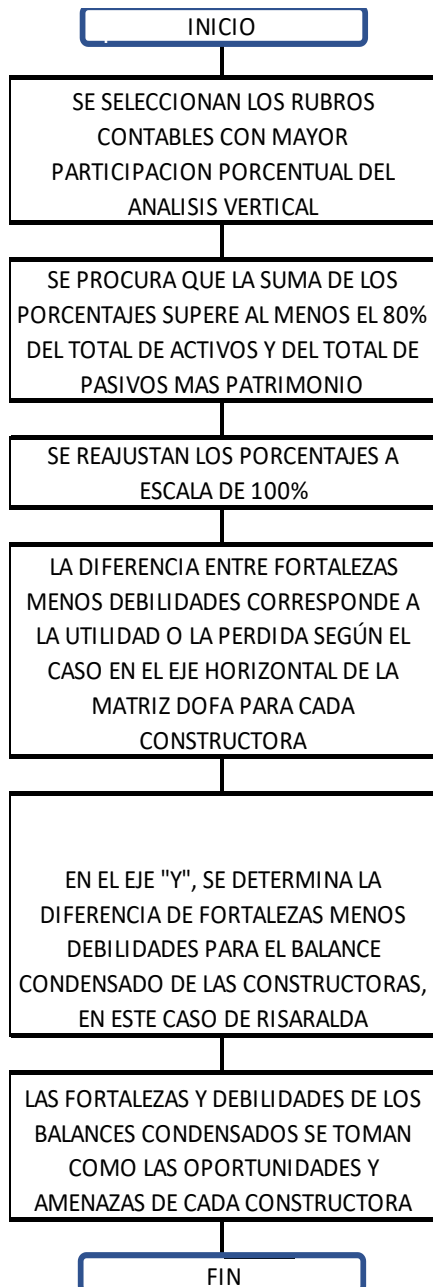 INICIO
SE SELECCIONAN LOS RUBROS
CONTABLES CON MAYOR
PARTICIPACION PORCENTUAL DEL
ANALISIS VERTICAL
SE PROCURA QUE LA SUMA DE LOS
PORCENTAJES SUPERE AL MENOS EL 80%
DEL TOTAL DE ACTIVOS Y DEL TOTAL DE
PASIVOS MAS PATRIMONIO
SE REAJUSTAN LOS PORCENTAJES A
ESCALA DE 100%
LA DIFERENCIA ENTRE FORTALEZAS
MENOS DEBILIDADES CORRESPONDE A
LA UTILIDAD O LA PERDIDA SEGÚN EL
CASO EN EL EJE HORIZONTAL DE LA
MATRIZ DOFA PARA CADA
CONSTRUCTORA
EN EL EJE "Y", SE DETERMINA LA
DIFERENCIA DE FORTALEZAS MENOS
DEBILIDADES PARA EL BALANCE
CONDENSADO DE LAS CONSTRUCTORAS,
EN ESTE CASO DE RISARALDA
LAS FORTALEZAS Y DEBILIDADES DE LOS
BALANCES CONDENSADOS SE TOMAN
COMO LAS OPORTUNIDADES Y
AMENAZAS DE CADA CONSTRUCTORA
FIN